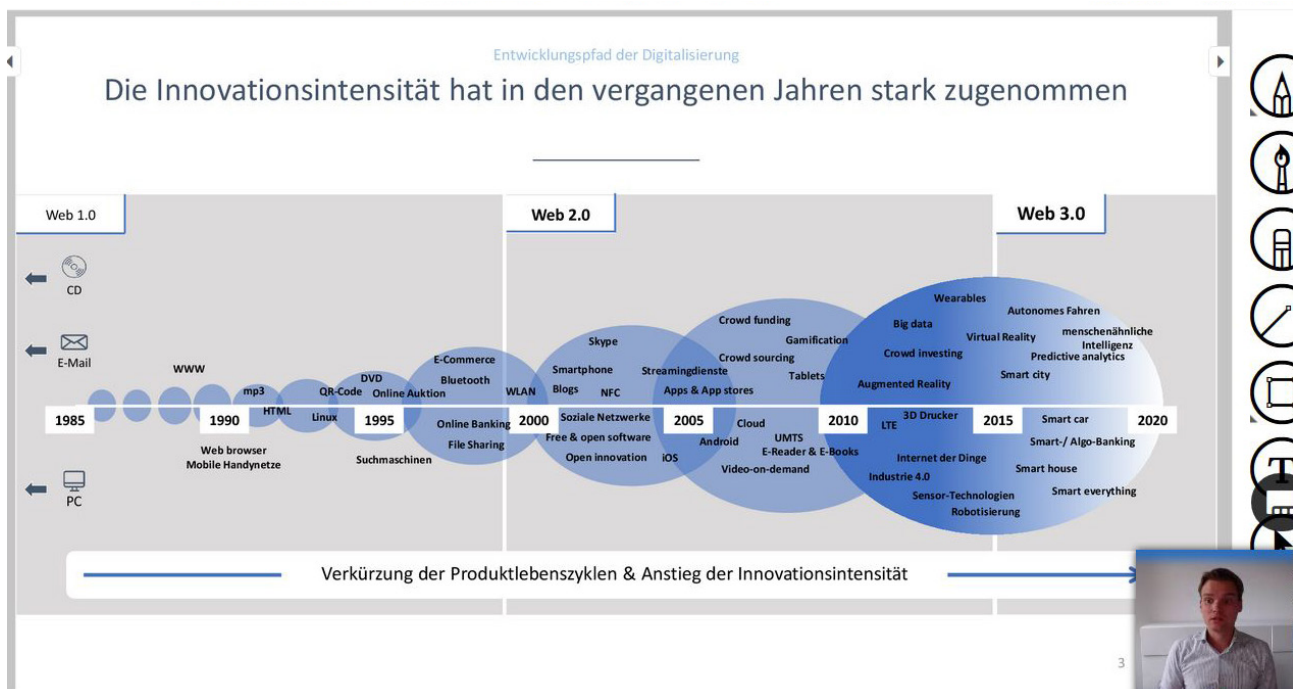 Entwicklungspfad der Digitalisierung
Die Innovationsintensität hat in den vergangenen Jahren stark zugenommen
Web 1.0
Web 2.0
Web 3.0
CD
E-Mail
PC
WWW
mp3
HTML
Web browser
Mobile Handynetze
QR-Code
Linux
DVD
Online Auktion
Suchmaschinen
E-Commerce
Bluetooth
WLAN
Online Banking
File Sharing
Skype
Smartphone
Blogs
NFC
Streamingdienste
Apps & App stores
Soziale Netzwerke
Free & open software
Open innovation
iOS
Crowd funding
Gamification
Crowd sourcing
Tablets
Cloud
Android
UMTS
E-Reader & E-Books
Video-on-demand
Wearables
Big data
Autonomes Fahren
Virtual Reality
menschenähnliche
Intelligenz
Crowd investing
Predictive analytics
Smart city
Augmented Reality
3D Drucker
LTE
Smart car
Smart-/ Algo-Banking
Internet der Dinge
Industrie 4.0
Smart house
Sensor-Technologien
Smart everything
Robotisierung
1985
1990
1995
2000
2005
2010
2015
2020
Verkürzung der Produktlebenszyklen & Anstieg der Innovationsintensität
3
T